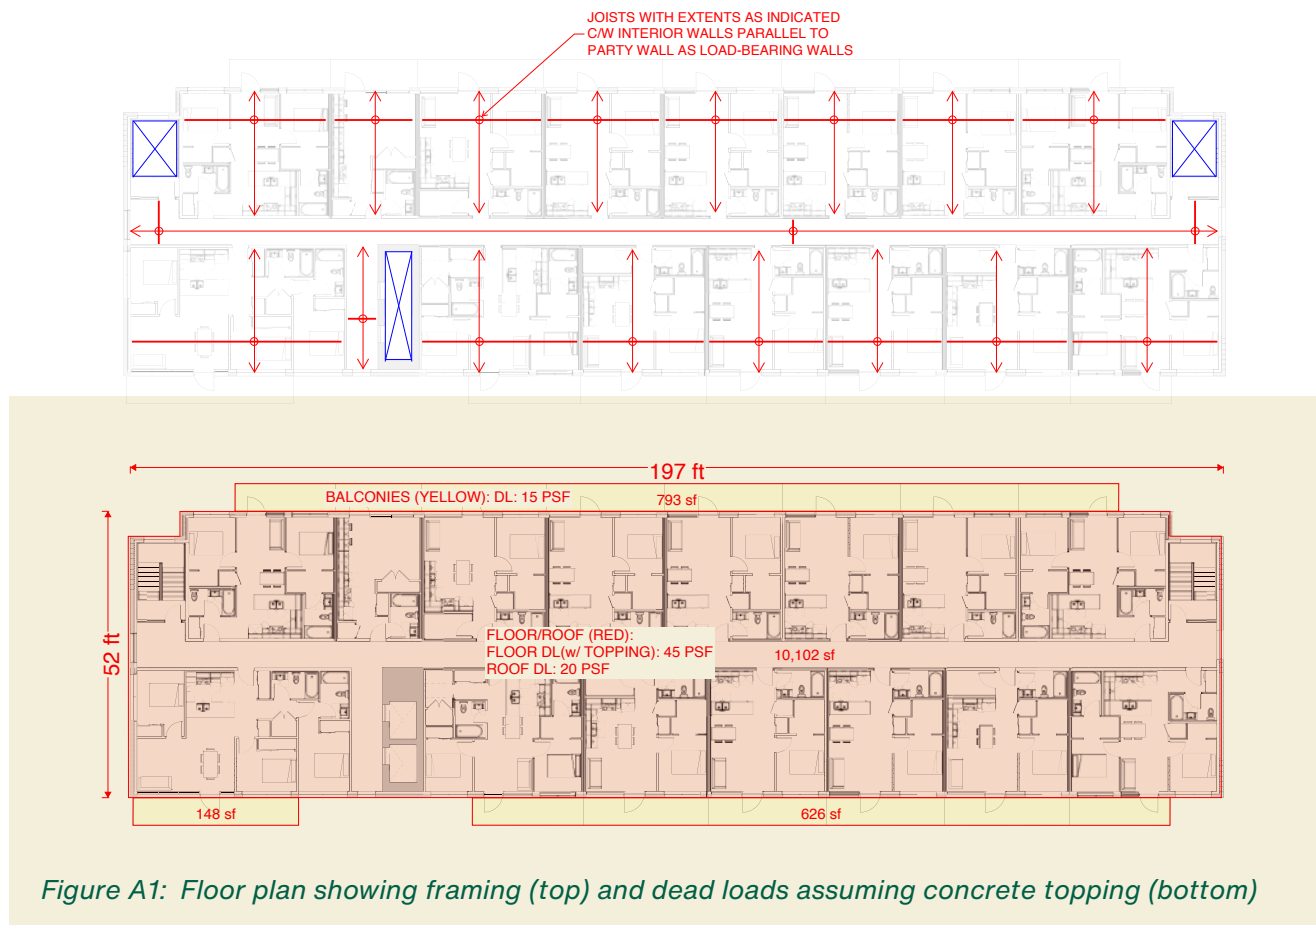 JOISTS WITH EXTENTS AS INDICATED
C/W INTERIOR WALLS PARALLEL TO
PARTY WALL AS LOAD-BEARING WALLS
197 ft
BALCONIES (YELLOW): DL: 15 PSF
793 sf
52 ft
FLOOR/ROOF (RED):
FLOOR DL(w/ TOPPING): 45 PSF
ROOF DL: 20 PSF
10,102 sf
148 sf
626 sf
Figure A1: Floor plan showing framing (top) and dead loads assuming concrete topping (bottom)